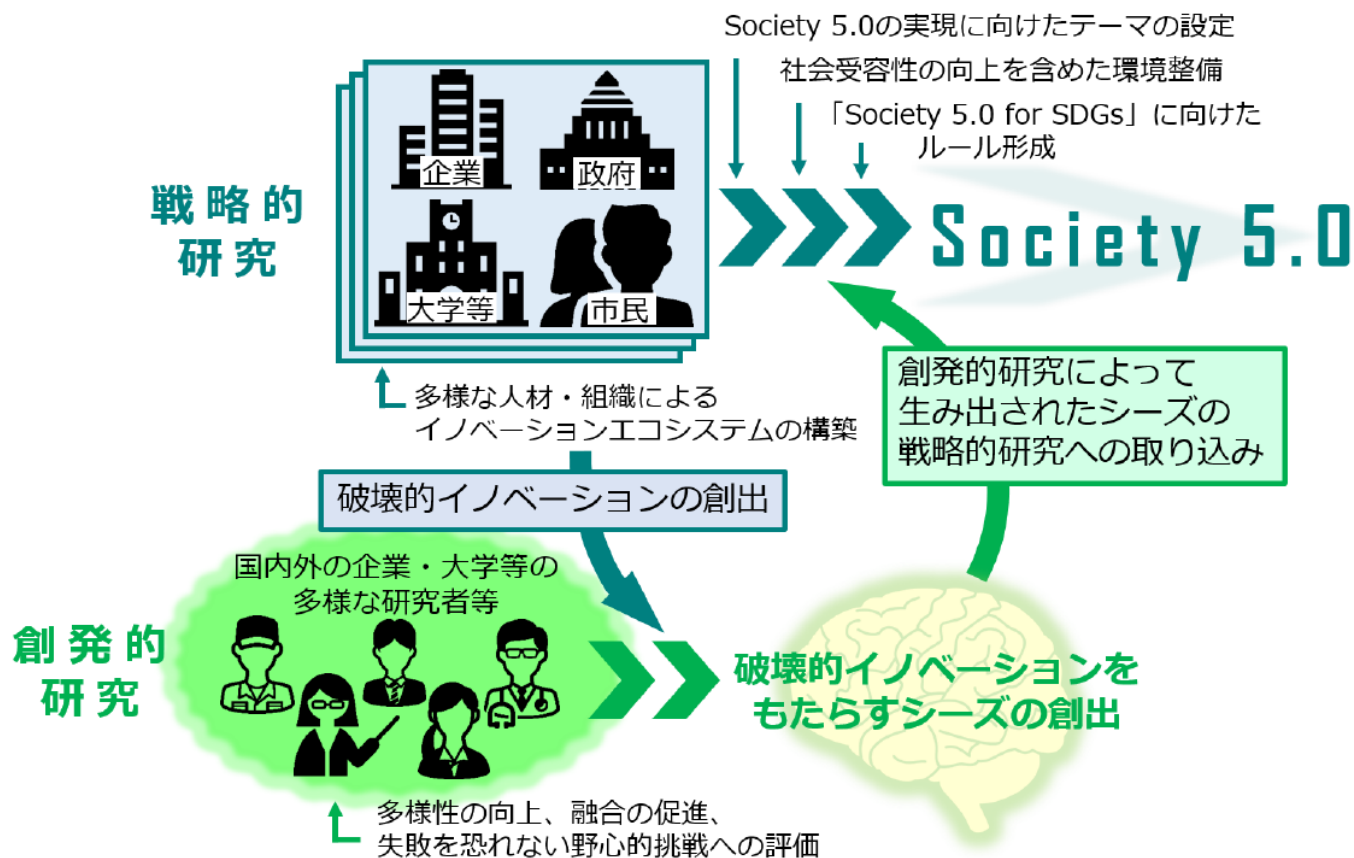 Society 5.0の実現に向けたテーマの設定
社会受容性の向上を含めた環境整備
「Society 5.0 for SDGs」に向けた
ルール形成
戦略的
研究
企業
政府
大学等
市民
Society 5.0
多様な人材・組織による
イノベーションエコシステムの構築
創発的研究によって
生み出されたシーズの
戦略的研究への取り込み
破壊的イノベーションの創出
国内外の企業・大学等の
多様な研究者等
創発的
研究
破壊的イノベーションを
もたらすシーズの創出
多様性の向上、融合の促進、
失敗を恐れない野心的挑戦への評価